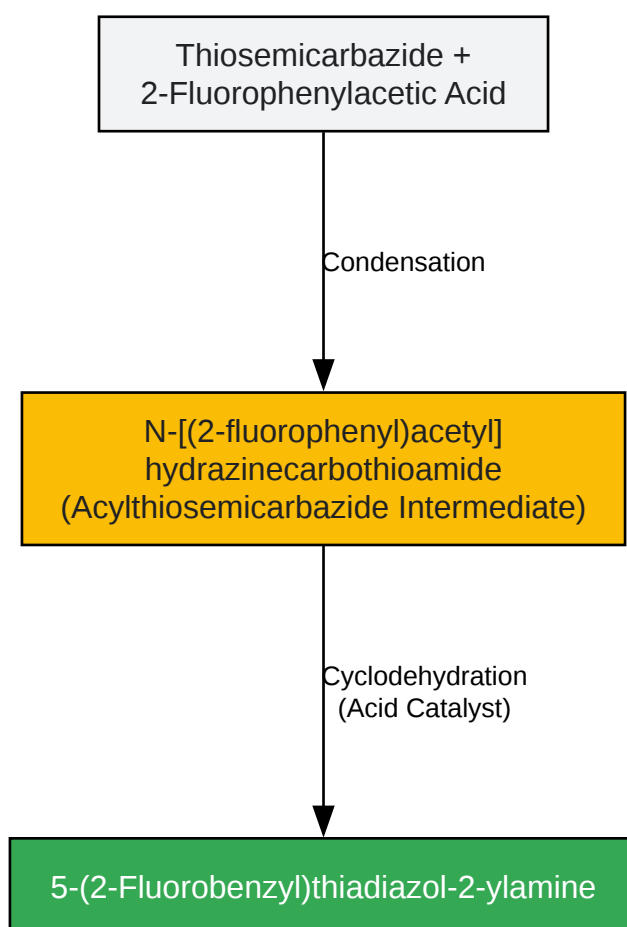 Thiosemicarbazide +
2-Fluorophenylacetic Acid
Condensation
N-[(2-fluorophenyl)acetyl]
hydrazinecarbothioamide
(Acylthiosemicarbazide Intermediate)
Cyclodehydration
(Acid Catalyst)
5-(2-Fluorobenzyl)thiadiazol-2-ylamine